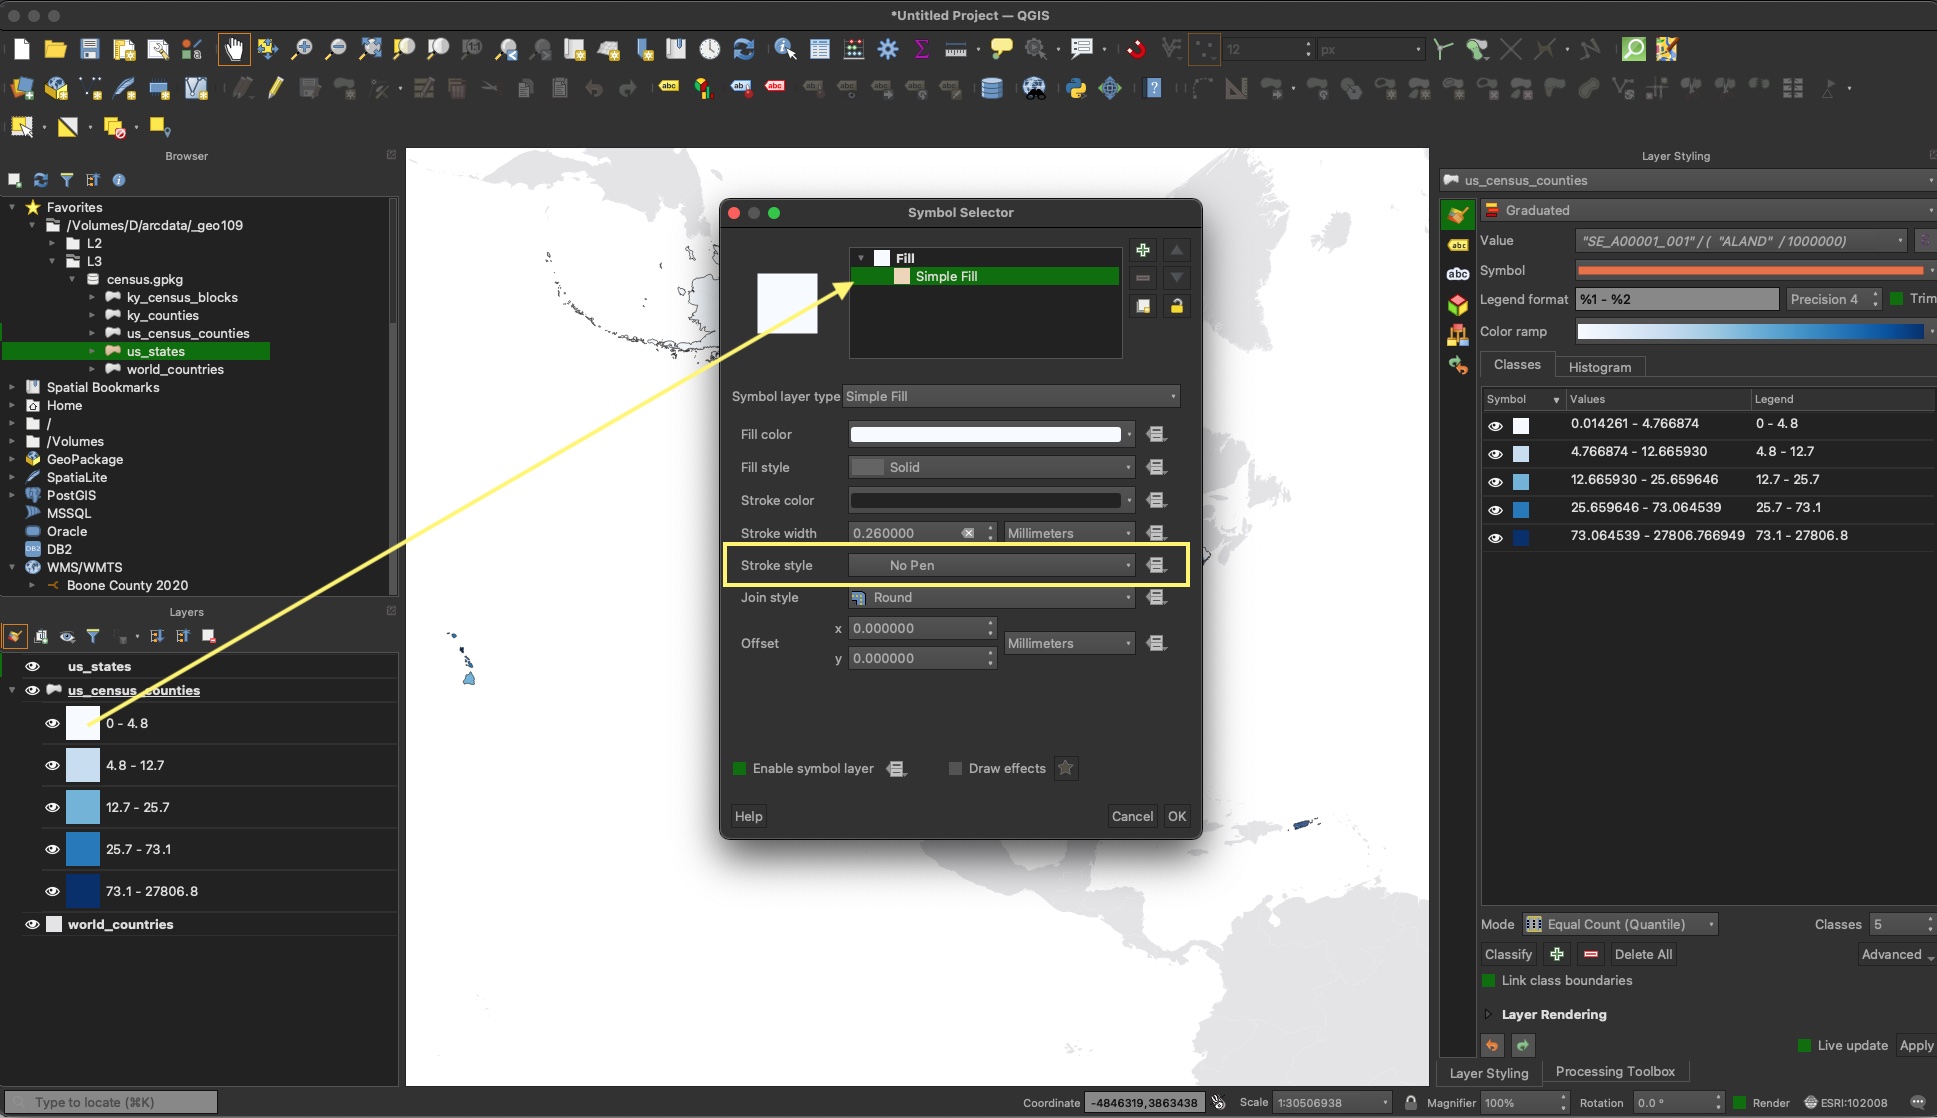 *Untitled Project — QGIS
12
px
Browser
Favorites
/Volumes/D/arcdata/_geo109
L2
L3
census.gpkg
ky_census_blocks
ky_counties
us_census_counties
us_states
world_countries
Spatial Bookmarks
Home
/
/Volumes
GeoPackage
SpatiaLite
PostGIS
MSSQL
Oracle
DB2
WMS/WMTS
Boone County 2020
Layers
us_states
us_census_counties
0 - 4.8
4.8 - 12.7
12.7 - 25.7
25.7 - 73.1
73.1 - 27806.8
world_countries
Symbol Selector
Fill
Simple Fill
Symbol layer type Simple Fill
Fill color
Fill style Solid
Stroke color
Stroke width 0.260000 Millimeters
Stroke style No Pen
Join style Round
Offset x 0.000000 Millimeters
y 0.000000
Enable symbol layer Draw effects
Help Cancel OK
Layer Styling
us_census_counties
Graduated
Value "SE_A00001_001" / ( "ALAND" / 1000000)
Symbol
Legend format %1 - %2 Precision 4 Trim
Color ramp
Classes Histogram
Symbol Values Legend
0.014261 - 4.766874 0 - 4.8
4.766874 - 12.665930 4.8 - 12.7
12.665930 - 25.659646 12.7 - 25.7
25.659646 - 73.064539 25.7 - 73.1
73.064539 - 27806.766949 73.1 - 27806.8
Mode Equal Count (Quantile) Classes 5
Classify Delete All Advanced
Link class boundaries
Layer Rendering
Live update Apply
Layer Styling Processing Toolbox
Type to locate (⌘K) Coordinate -4846319,3863438 Scale 1:30506938 Magnifier 100% Rotation 0.0 ° Render ESRI:102008